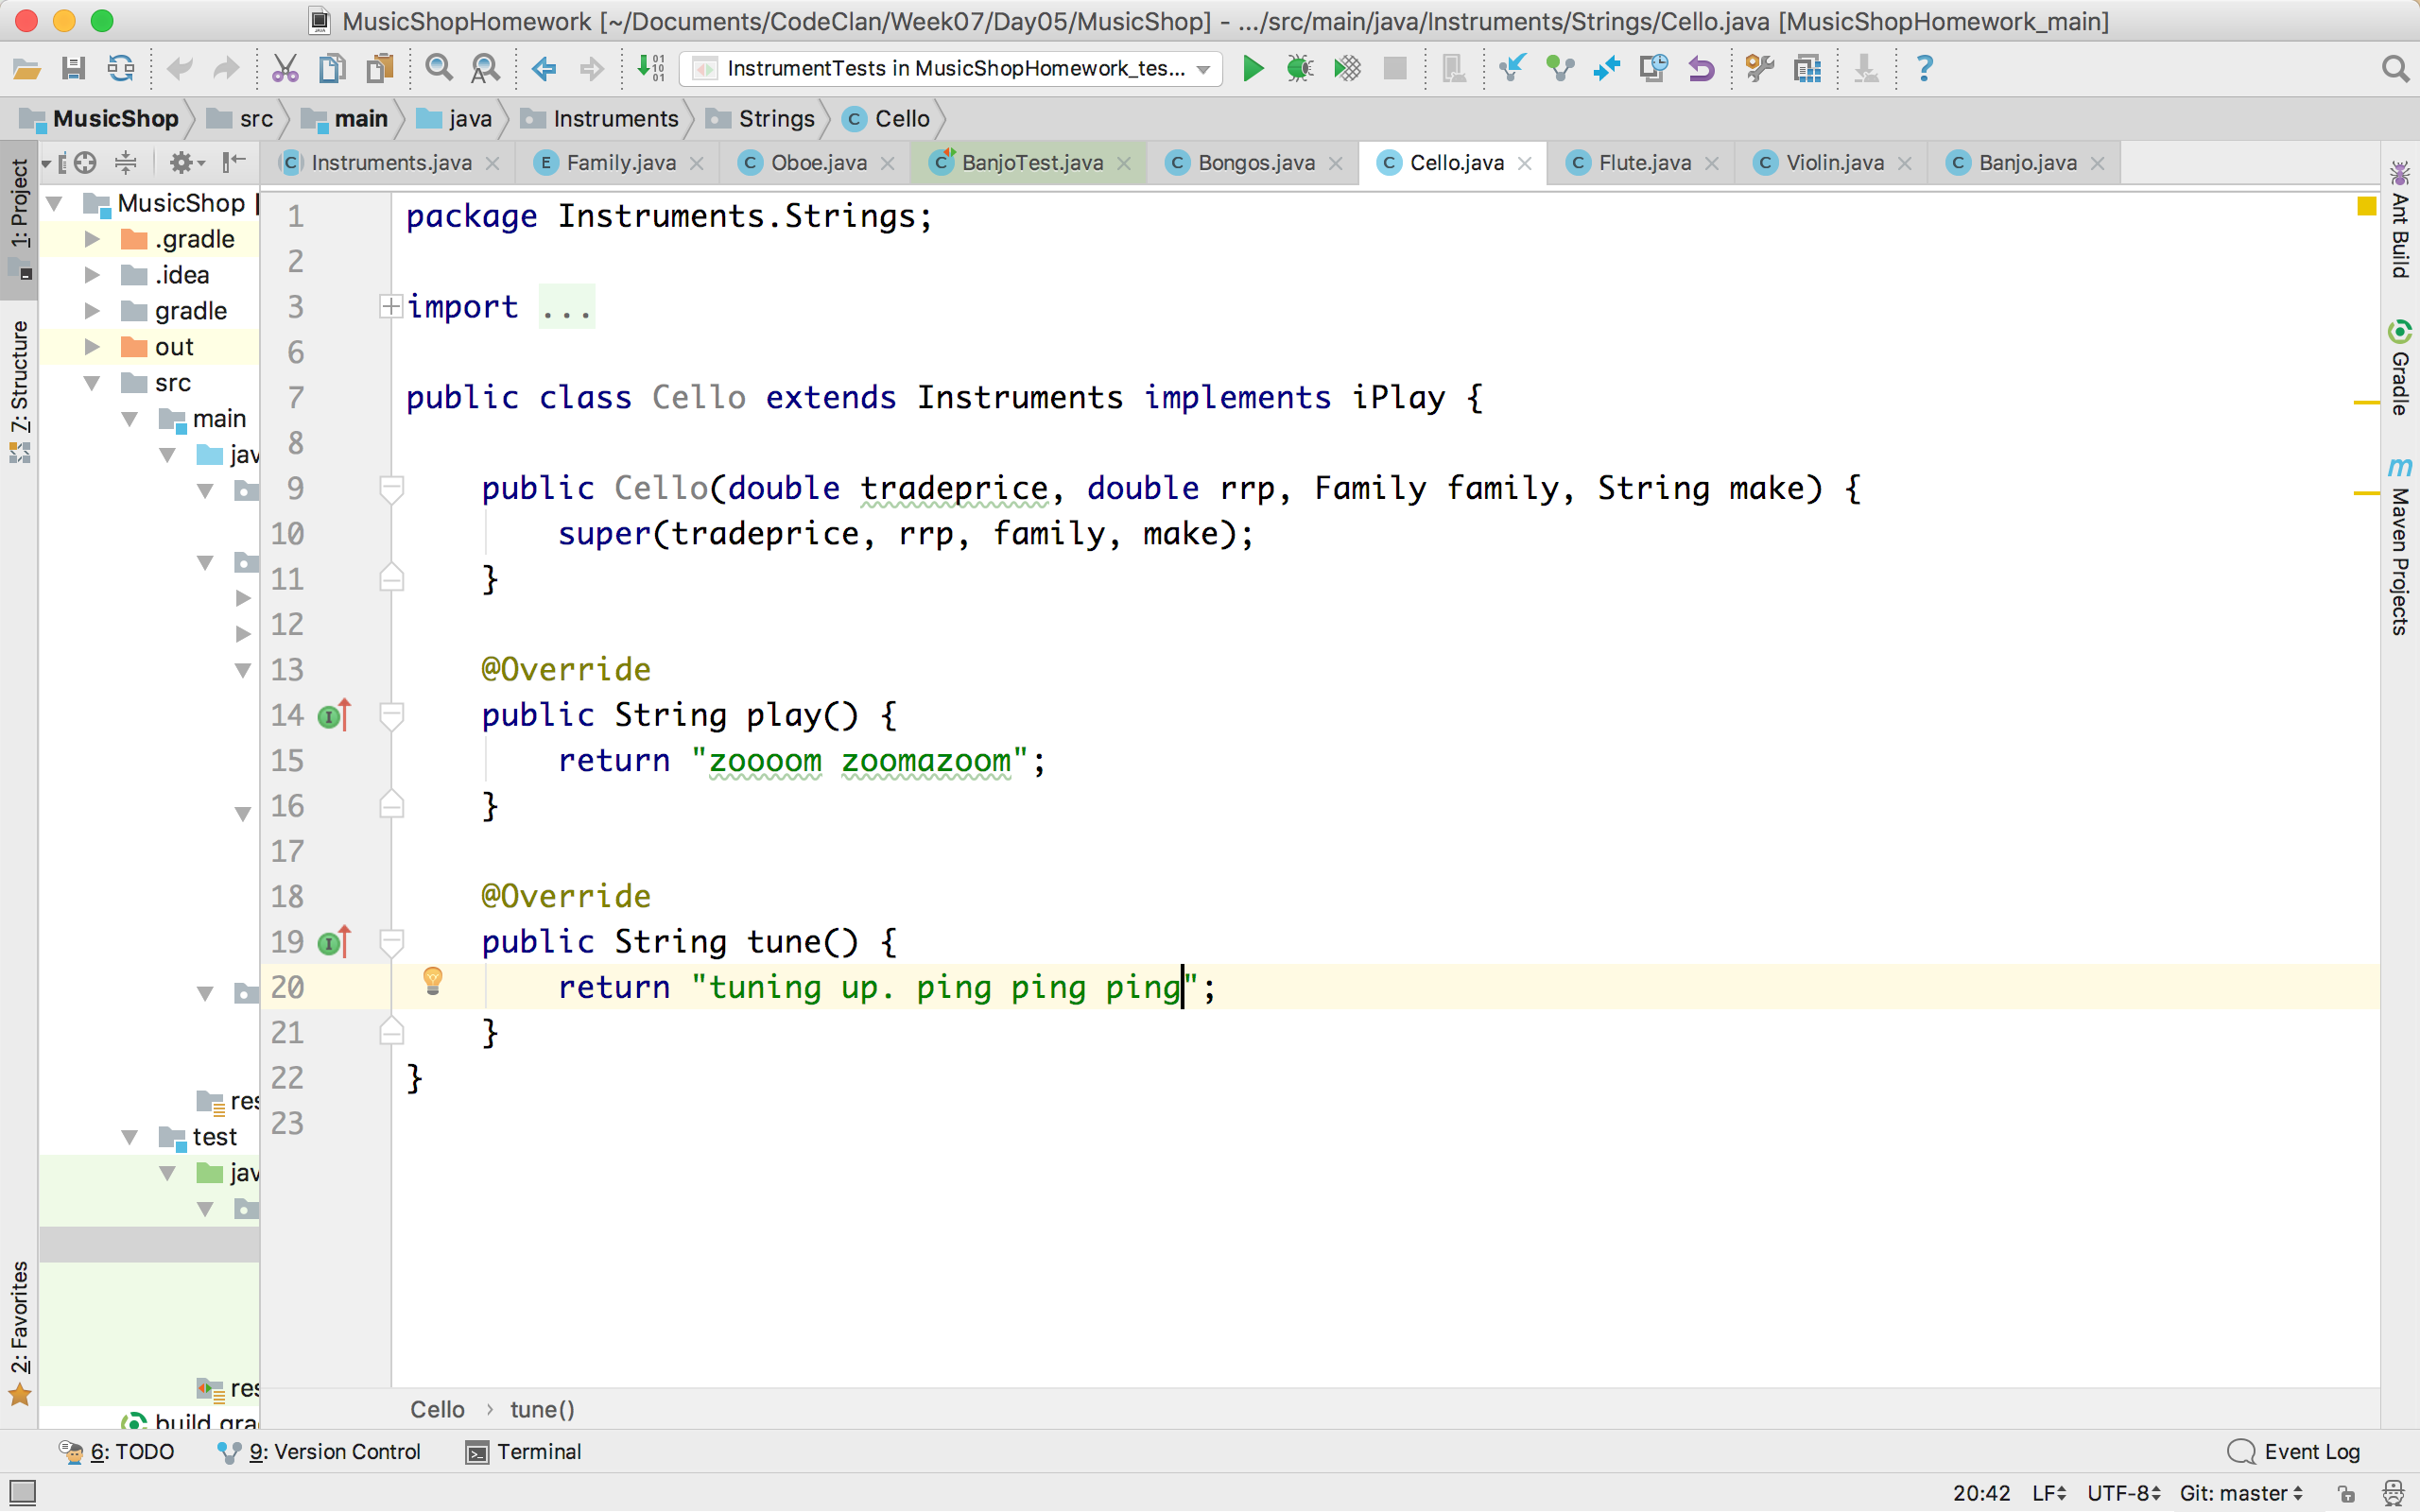 MusicShopHomework [~/Documents/CodeClan/Week07/Day05/MusicShop] - .../src/main/java/Instruments/Strings/Cello.java [MusicShopHomework_main]
InstrumentTests in MusicShopHomework_tes...
MusicShop src main java Instruments Strings Cello
Instruments.java Family.java Oboe.java BanjoTest.java Bongos.java Cello.java Flute.java Violin.java Banjo.java
1: Project
7: Structure
2: Favorites
MusicShop
.gradle
.idea
gradle
out
src
main
jav
res
test
jav
res
build.gra
1 package Instruments.Strings;
2
3 import ...
6
7 public class Cello extends Instruments implements iPlay {
8
9 public Cello(double tradeprice, double rrp, Family family, String make) {
10 super(tradeprice, rrp, family, make);
11 }
12
13 @Override
14 public String play() {
15 return "zoooom zoomazoom";
16 }
17
18 @Override
19 public String tune() {
20 return "tuning up. ping ping ping";
21 }
22 }
23
Cello › tune()
Ant Build
Gradle
Maven Projects
6: TODO 9: Version Control Terminal Event Log
20:42 LF UTF-8 Git: master